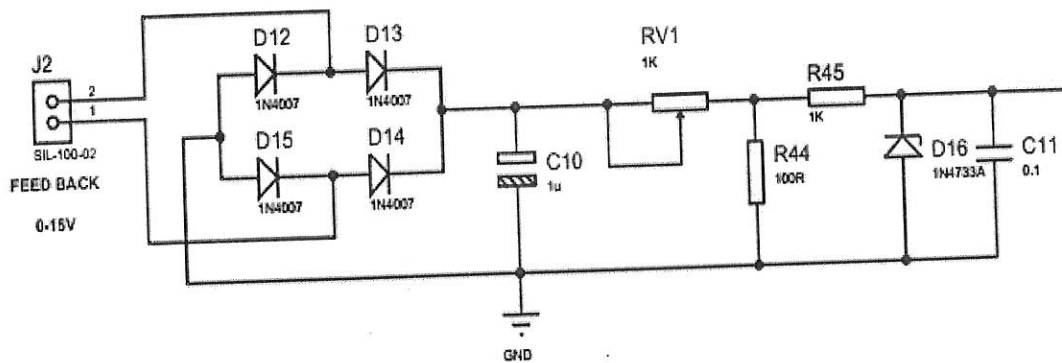 J2
2
1
SIL-100-02
FEED BACK
0-15V
D12
1N4007
D13
1N4007
D15
1N4007
D14
1N4007
C10
1u
RV1
1K
R45
1K
R44
100R
D16
1N4733A
C11
0.1
GND